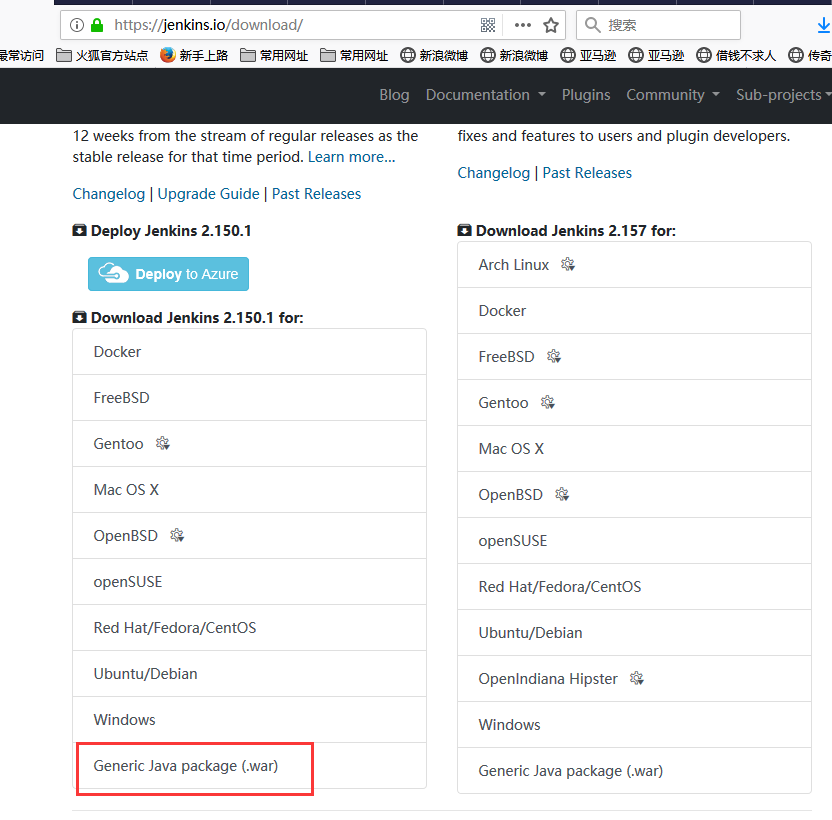 https://jenkins.io/download/
搜索
最常访问 火狐官方站点 新手上路 常用网址 常用网址 新浪微博 新浪微博 亚马逊 亚马逊 借钱不求人 传奇
Blog Documentation Plugins Community Sub-projects
12 weeks from the stream of regular releases as the
stable release for that time period. Learn more...
Changelog | Upgrade Guide | Past Releases
Deploy Jenkins 2.150.1
Deploy to Azure
Download Jenkins 2.150.1 for:
Docker
FreeBSD
Gentoo
Mac OS X
OpenBSD
openSUSE
Red Hat/Fedora/CentOS
Ubuntu/Debian
Windows
Generic Java package (.war)
fixes and features to users and plugin developers.
Changelog | Past Releases
Download Jenkins 2.157 for:
Arch Linux
Docker
FreeBSD
Gentoo
Mac OS X
OpenBSD
openSUSE
Red Hat/Fedora/CentOS
Ubuntu/Debian
OpenIndiana Hipster
Windows
Generic Java package (.war)